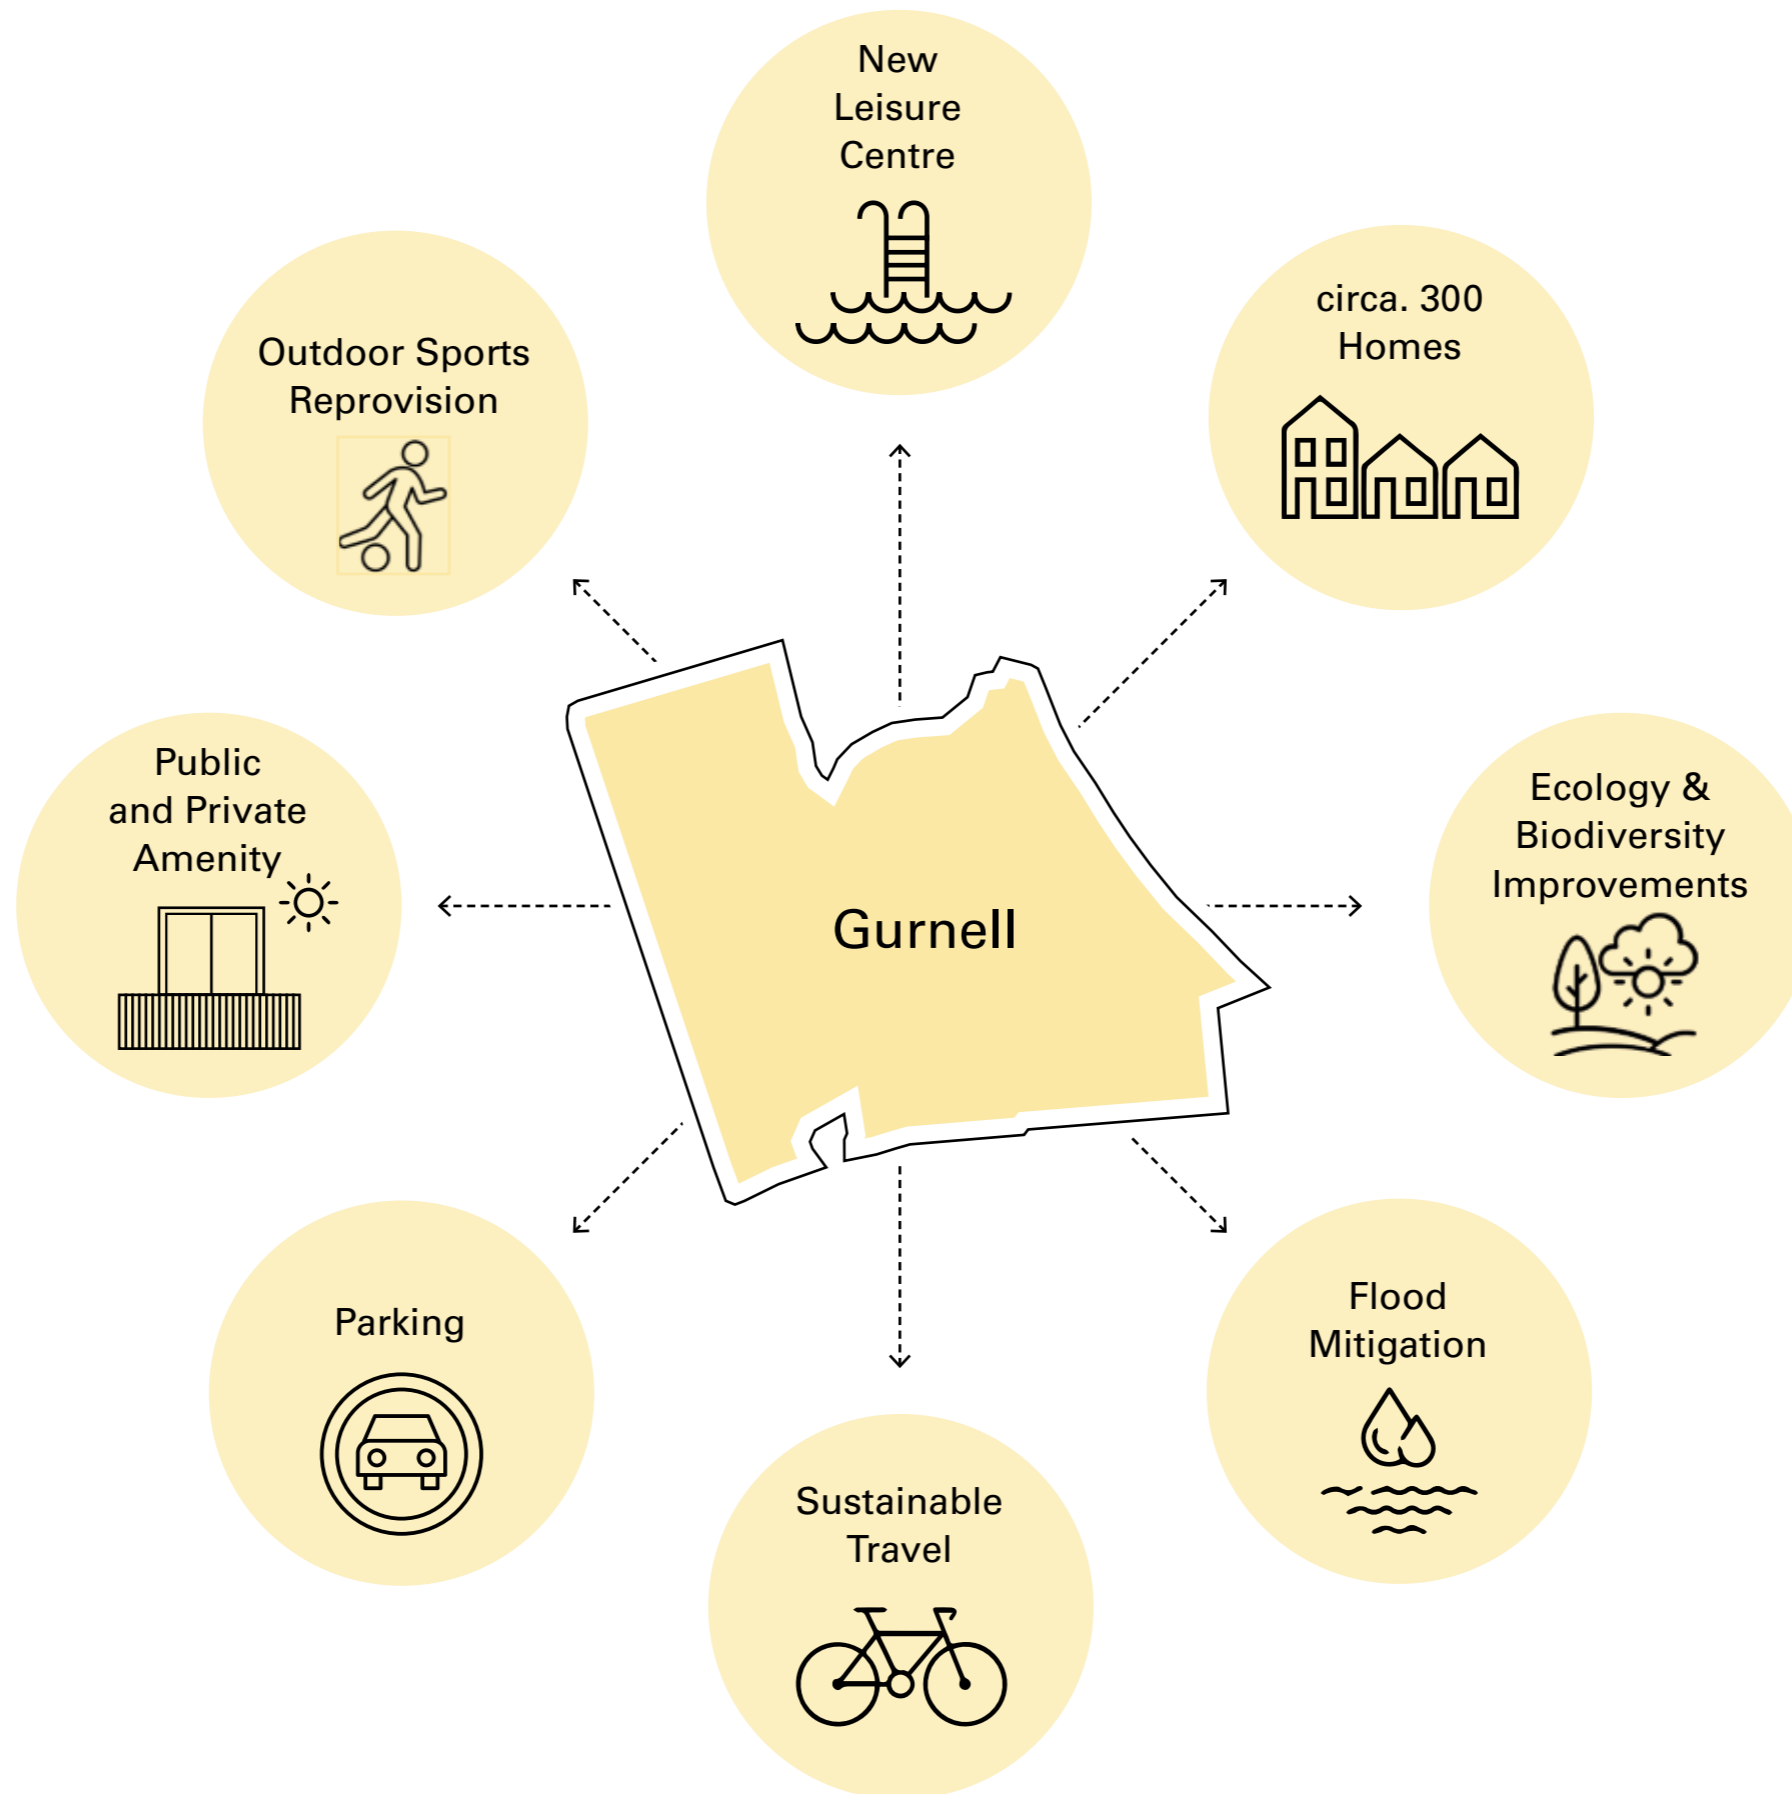 New
Leisure
Centre
circa. 300
Homes
Outdoor Sports
Reprovision
Public
and Private
Amenity
Ecology &
Biodiversity
Improvements
Gurnell
Parking
Flood
Mitigation
Sustainable
Travel